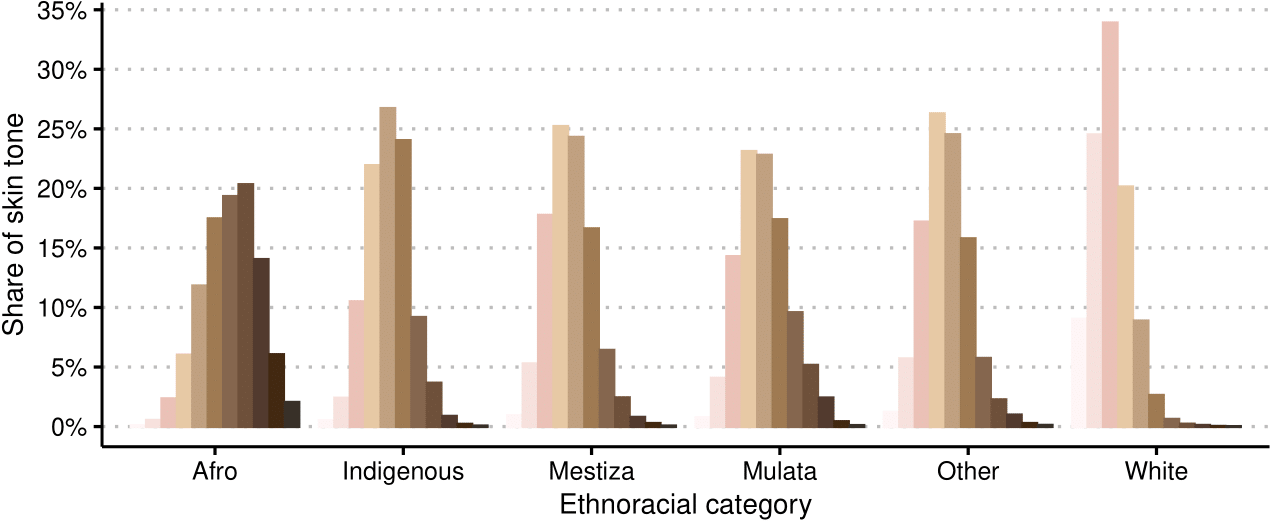 35%
30%
25%
20%
15%
10%
5%
0%
Share of skin tone
Afro Indigenous Mestiza Mulata Other White
Ethnoracial category